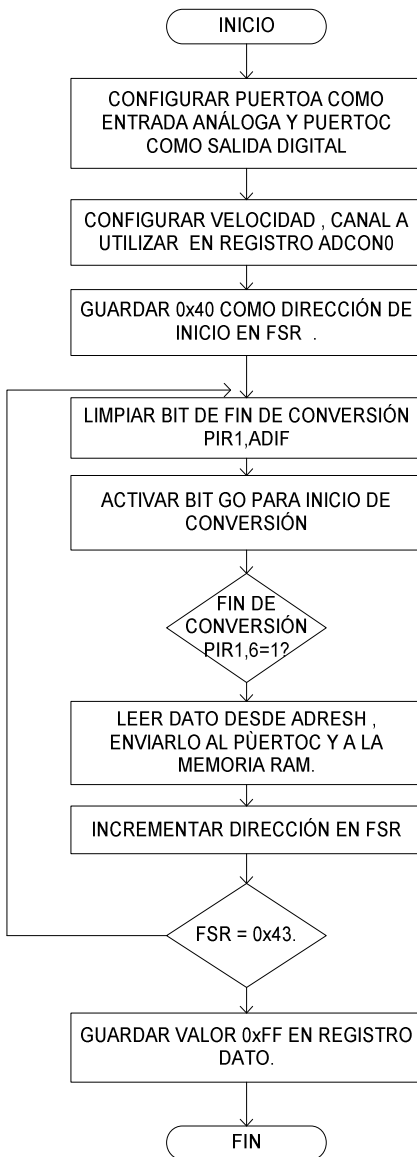 INICIO
CONFIGURAR PUERTOA COMO
ENTRADA ANÁLOGA Y PUERTOC
COMO SALIDA DIGITAL
CONFIGURAR VELOCIDAD , CANAL A
UTILIZAR EN REGISTRO ADCON0
GUARDAR 0x40 COMO DIRECCIÓN DE
INICIO EN FSR .
LIMPIAR BIT DE FIN DE CONVERSIÓN
PIR1,ADIF
ACTIVAR BIT GO PARA INICIO DE
CONVERSIÓN
FIN DE
CONVERSIÓN
PIR1,6=1?
LEER DATO DESDE ADRESH ,
ENVIARLO AL PÙERTOC Y A LA
MEMORIA RAM.
INCREMENTAR DIRECCIÓN EN FSR
FSR = 0x43.
GUARDAR VALOR 0xFF EN REGISTRO
DATO.
FIN